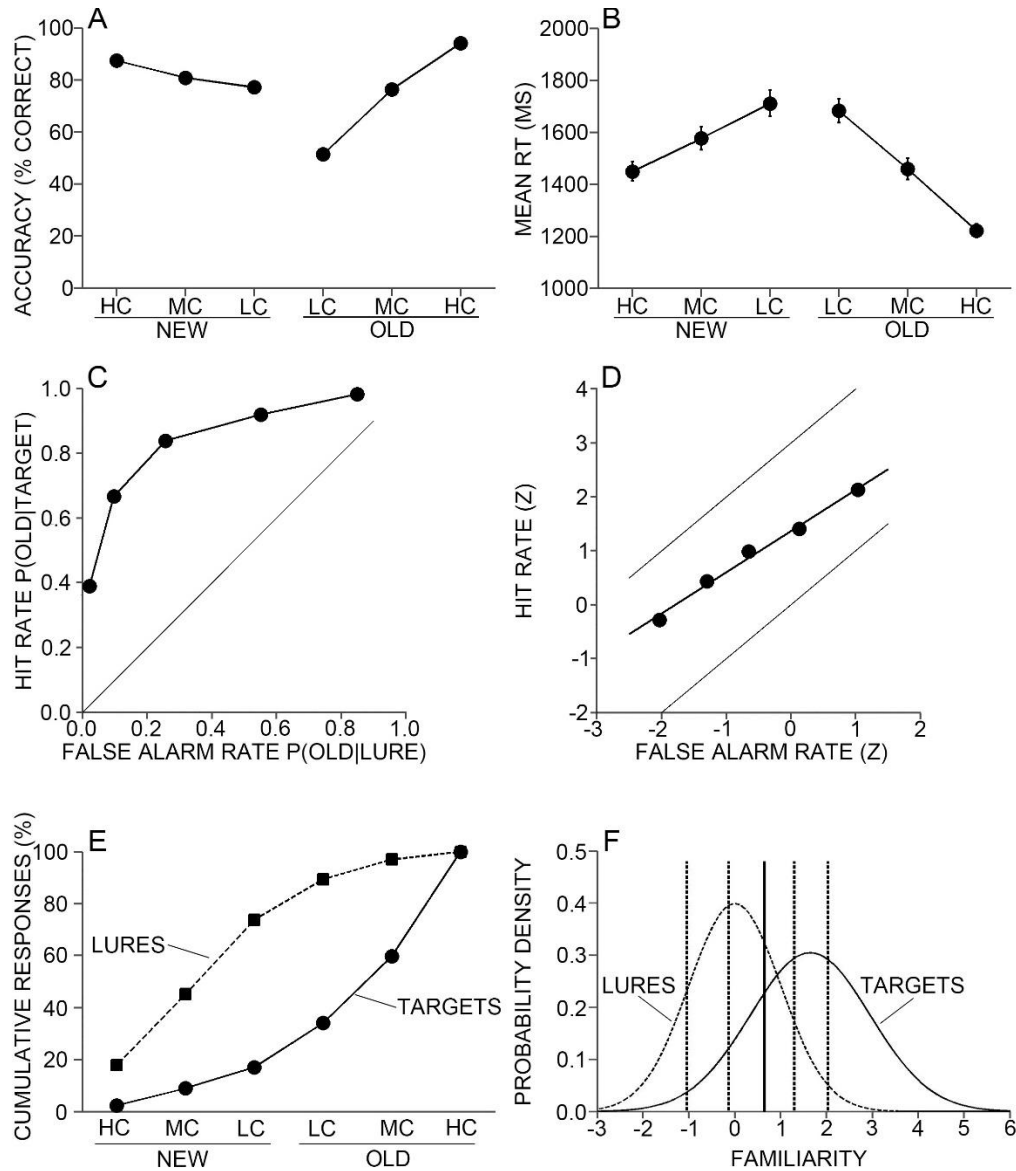 A
ACCURACY (% CORRECT)
100
80
60
40
20
0
HC MC LC LC MC HC
NEW OLD
B
MEAN RT (MS)
2000
1800
1600
1400
1200
1000
HC MC LC LC MC HC
NEW OLD
C
HIT RATE P(OLD|TARGET)
1.0
0.8
0.6
0.4
0.2
0.0
0.0 0.2 0.4 0.6 0.8 1.0
FALSE ALARM RATE P(OLD|LURE)
D
HIT RATE (Z)
4
3
2
1
0
-1
-2
-3 -2 -1 0 1 2
FALSE ALARM RATE (Z)
E
CUMULATIVE RESPONSES (%)
100
80
60
40
20
0
LURES
TARGETS
HC MC LC LC MC HC
NEW OLD
F
PROBABILITY DENSITY
0.5
0.4
0.3
0.2
0.1
0.0
LURES
TARGETS
-3 -2 -1 0 1 2 3 4 5 6
FAMILIARITY